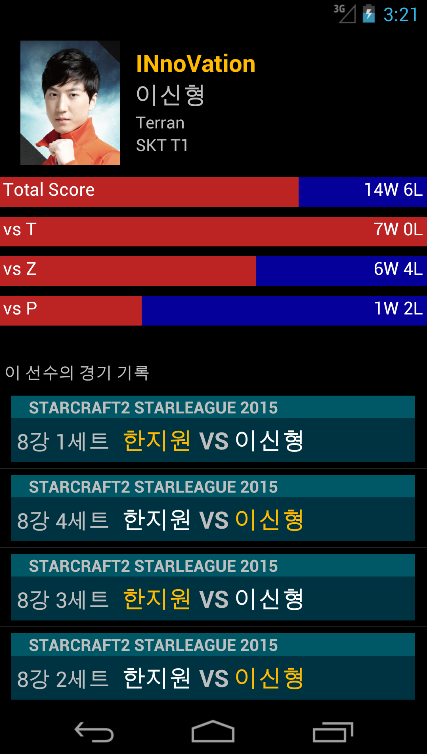 3G 3:21
INnoVation
이신형
Terran
SKT T1
Total Score 14W 6L
vs T 7W 0L
vs Z 6W 4L
vs P 1W 2L
이 선수의 경기 기록
STARCRAFT2 STARLEAGUE 2015
8강 1세트 한지원 VS 이신형
STARCRAFT2 STARLEAGUE 2015
8강 4세트 한지원 VS 이신형
STARCRAFT2 STARLEAGUE 2015
8강 3세트 한지원 VS 이신형
STARCRAFT2 STARLEAGUE 2015
8강 2세트 한지원 VS 이신형